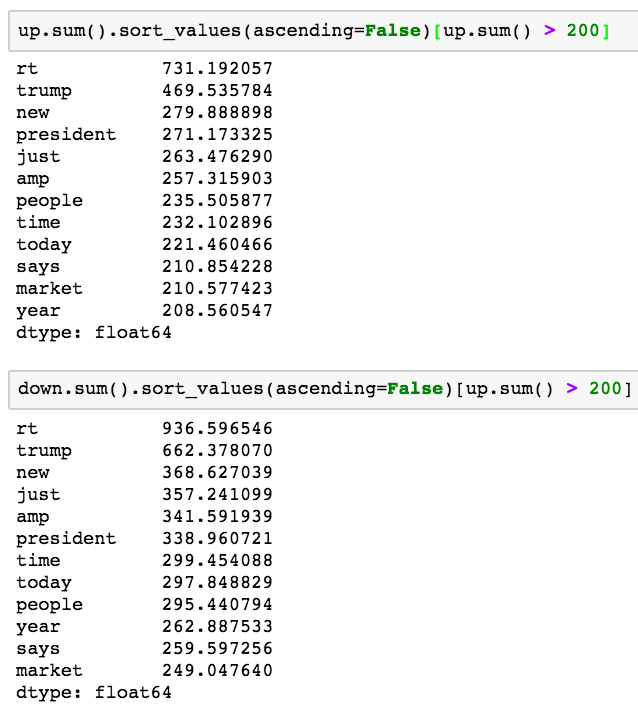 up.sum().sort_values(ascending=False)[up.sum() > 200]
rt 731.192057
trump 469.535784
new 279.888898
president 271.173325
just 263.476290
amp 257.315903
people 235.505877
time 232.102896
today 221.460466
says 210.854228
market 210.577423
year 208.560547
dtype: float64
down.sum().sort_values(ascending=False)[up.sum() > 200]
rt 936.596546
trump 662.378070
new 368.627039
just 357.241099
amp 341.591939
president 338.960721
time 299.454088
today 297.848829
people 295.440794
year 262.887533
says 259.597256
market 249.047640
dtype: float64